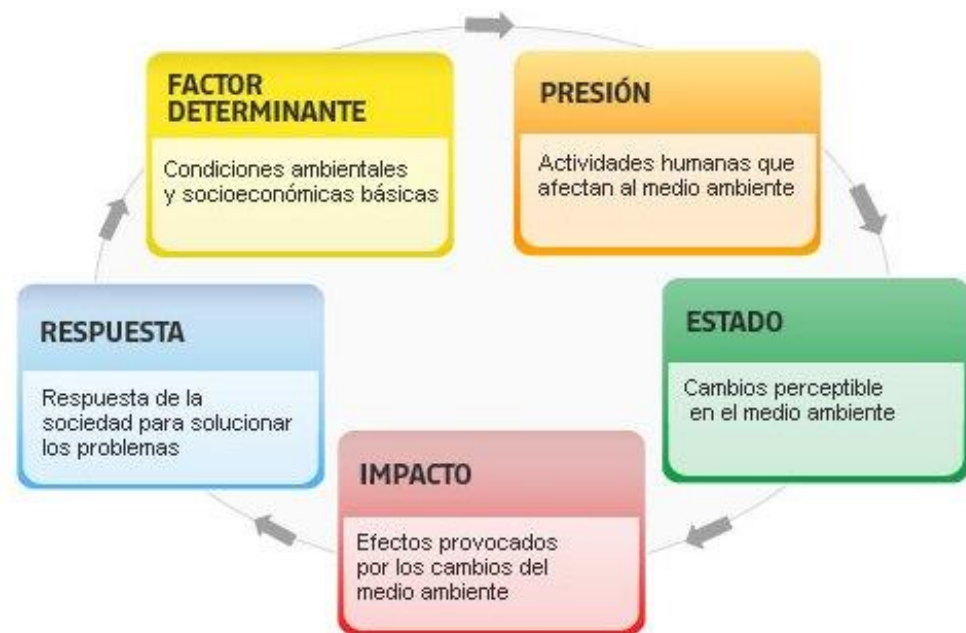 FACTOR
DETERMINANTE
Condiciones ambientales
y socioeconómicas básicas
PRESIÓN
Actividades humanas que
afectan al medio ambiente
ESTADO
Cambios perceptible
en el medio ambiente
IMPACTO
Efectos provocados
por los cambios del
medio ambiente
RESPUESTA
Respuesta de la
sociedad para solucionar
los problemas